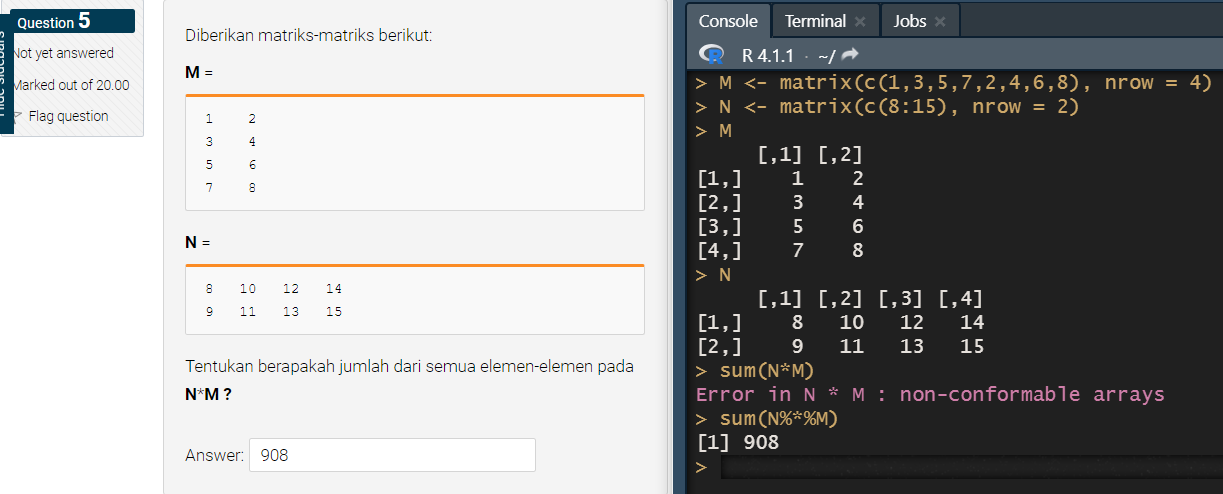 Question 5
Not yet answered
Marked out of 20.00
Flag question
Diberikan matriks-matriks berikut:
M =
1 2
3 4
5 6
7 8
N =
8 10 12 14
9 11 13 15
Tentukan berapakah jumlah dari semua elemen-elemen pada
N*M ?
Answer: 908
Console Terminal × Jobs ×
R 4.1.1 · ~/
> M <- matrix(c(1,3,5,7,2,4,6,8), nrow = 4)
> N <- matrix(c(8:15), nrow = 2)
> M
[,1] [,2]
[1,] 1 2
[2,] 3 4
[3,] 5 6
[4,] 7 8
> N
[,1] [,2] [,3] [,4]
[1,] 8 10 12 14
[2,] 9 11 13 15
> sum(N*M)
Error in N * M : non-conformable arrays
> sum(N%*%M)
[1] 908
>